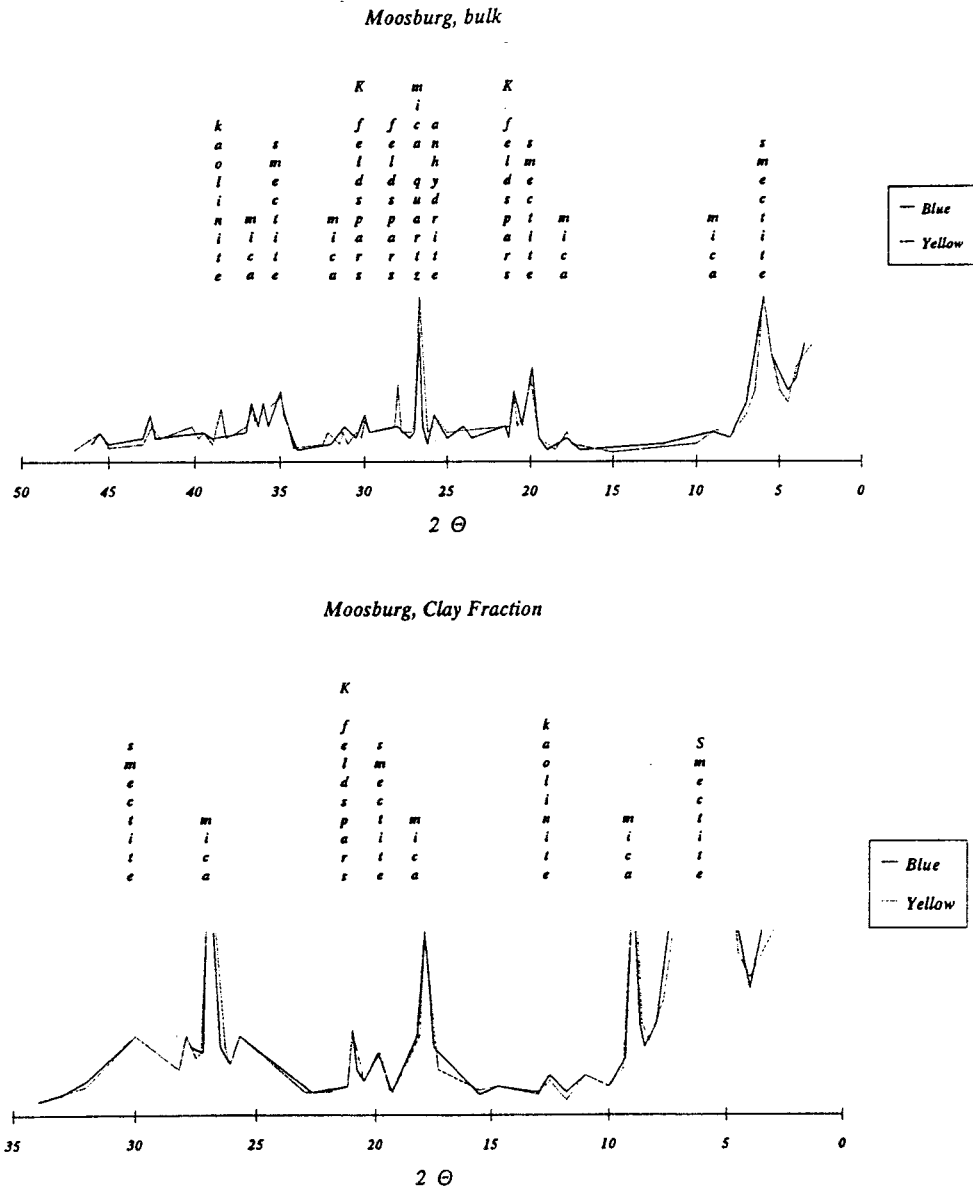 Moosburg, bulk
kaolinite
mica
smectite
mica
K feldspars
feldspars
mica quartz
anhydrite
K feldspars
smectite
mica
mica
smectite
Blue
Yellow
50 45 40 35 30 25 20 15 10 5 0
2 Θ
Moosburg, Clay Fraction
smectite
mica
K feldspars
smectite
mica
kaolinite
mica
Smectite
Blue
Yellow
35 30 25 20 15 10 5 0
2 Θ